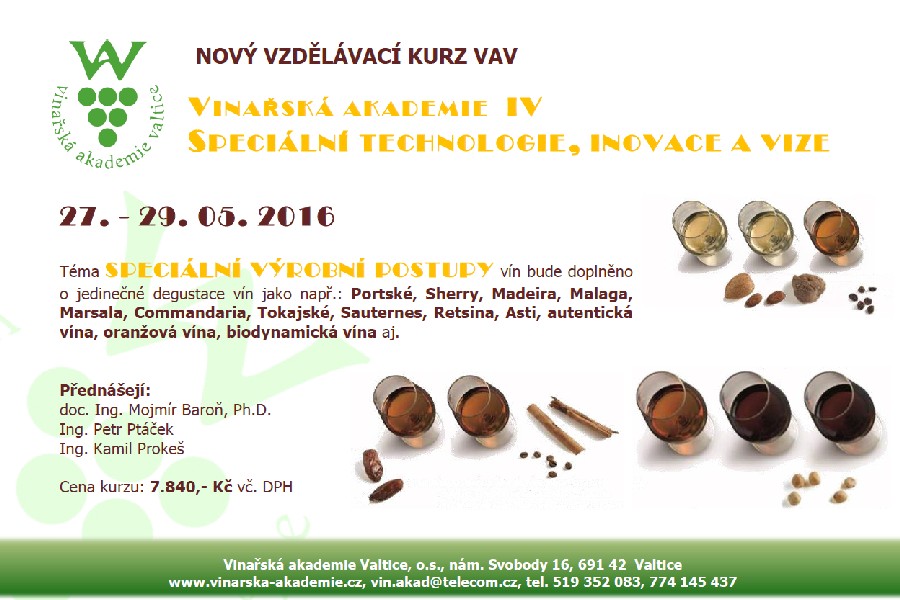 vinařská akademie valtice
NOVÝ VZDĚLÁVACÍ KURZ VAV
VINAŘSKÁ AKADEMIE IV
SPECIÁLNÍ TECHNOLOGIE, INOVACE A VIZE
27. - 29. 05. 2016
Téma SPECIÁLNÍ VÝROBNÍ POSTUPY vín bude doplněno
o jedinečné degustace vín jako např.: Portské, Sherry, Madeira, Malaga,
Marsala, Commandaria, Tokajské, Sauternes, Retsina, Asti, autentická
vína, oranžová vína, biodynamická vína aj.
Přednášejí:
doc. Ing. Mojmír Baroň, Ph.D.
Ing. Petr Ptáček
Ing. Kamil Prokeš
Cena kurzu: 7.840,- Kč vč. DPH
Vinařská akademie Valtice, o.s., nám. Svobody 16, 691 42 Valtice
www.vinarska-akademie.cz, vin.akad@telecom.cz, tel. 519 352 083, 774 145 437